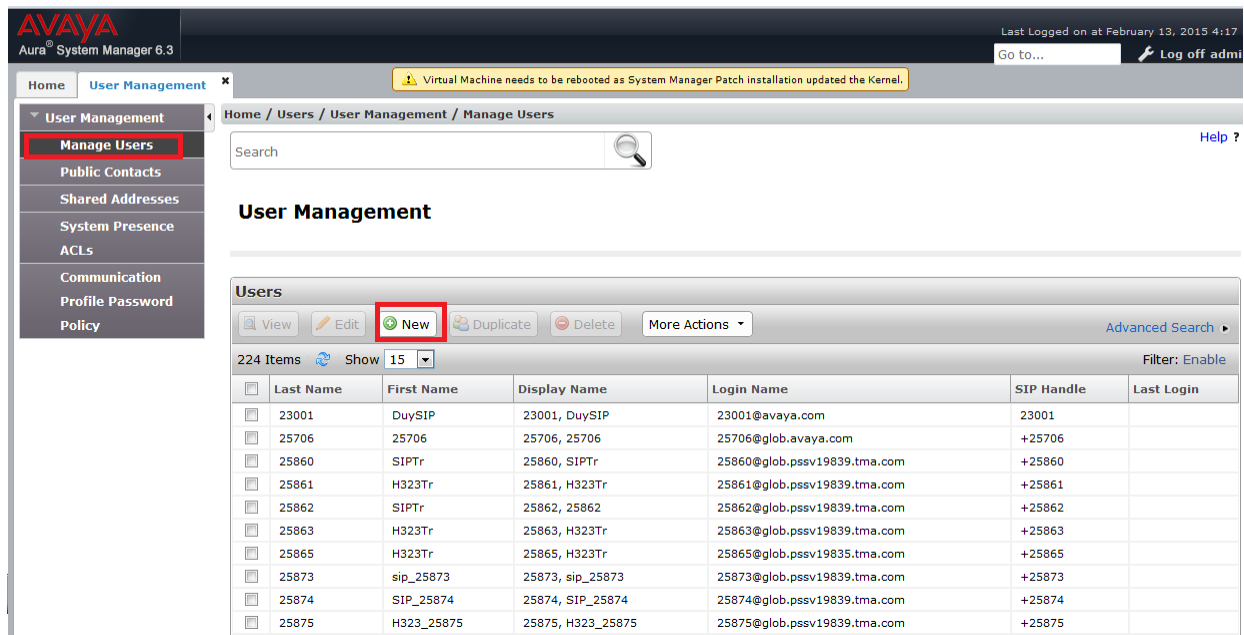 AVAYA
Aura® System Manager 6.3
Last Logged on at February 13, 2015 4:17
Go to...
Log off admi
Home
User Management
Virtual Machine needs to be rebooted as System Manager Patch installation updated the Kernel.
User Management
Manage Users
Public Contacts
Shared Addresses
System Presence
ACLs
Communication
Profile Password
Policy
Home / Users / User Management / Manage Users
Help ?
Search
User Management
Users
View Edit New Duplicate Delete More Actions
Advanced Search
224 Items Show 15
Filter: Enable
Last Name First Name Display Name Login Name SIP Handle Last Login
23001 DuySIP 23001, DuySIP 23001@avaya.com 23001
25706 25706 25706, 25706 25706@glob.avaya.com +25706
25860 SIPTr 25860, SIPTr 25860@glob.pssv19839.tma.com +25860
25861 H323Tr 25861, H323Tr 25861@glob.pssv19839.tma.com +25861
25862 SIPTr 25862, 25862 25862@glob.pssv19839.tma.com +25862
25863 H323Tr 25863, H323Tr 25863@glob.pssv19839.tma.com +25863
25865 H323Tr 25865, H323Tr 25865@glob.pssv19835.tma.com +25865
25873 sip_25873 25873, sip_25873 25873@glob.pssv19839.tma.com +25873
25874 SIP_25874 25874, SIP_25874 25874@glob.pssv19839.tma.com +25874
25875 H323_25875 25875, H323_25875 25875@glob.pssv19839.tma.com +25875